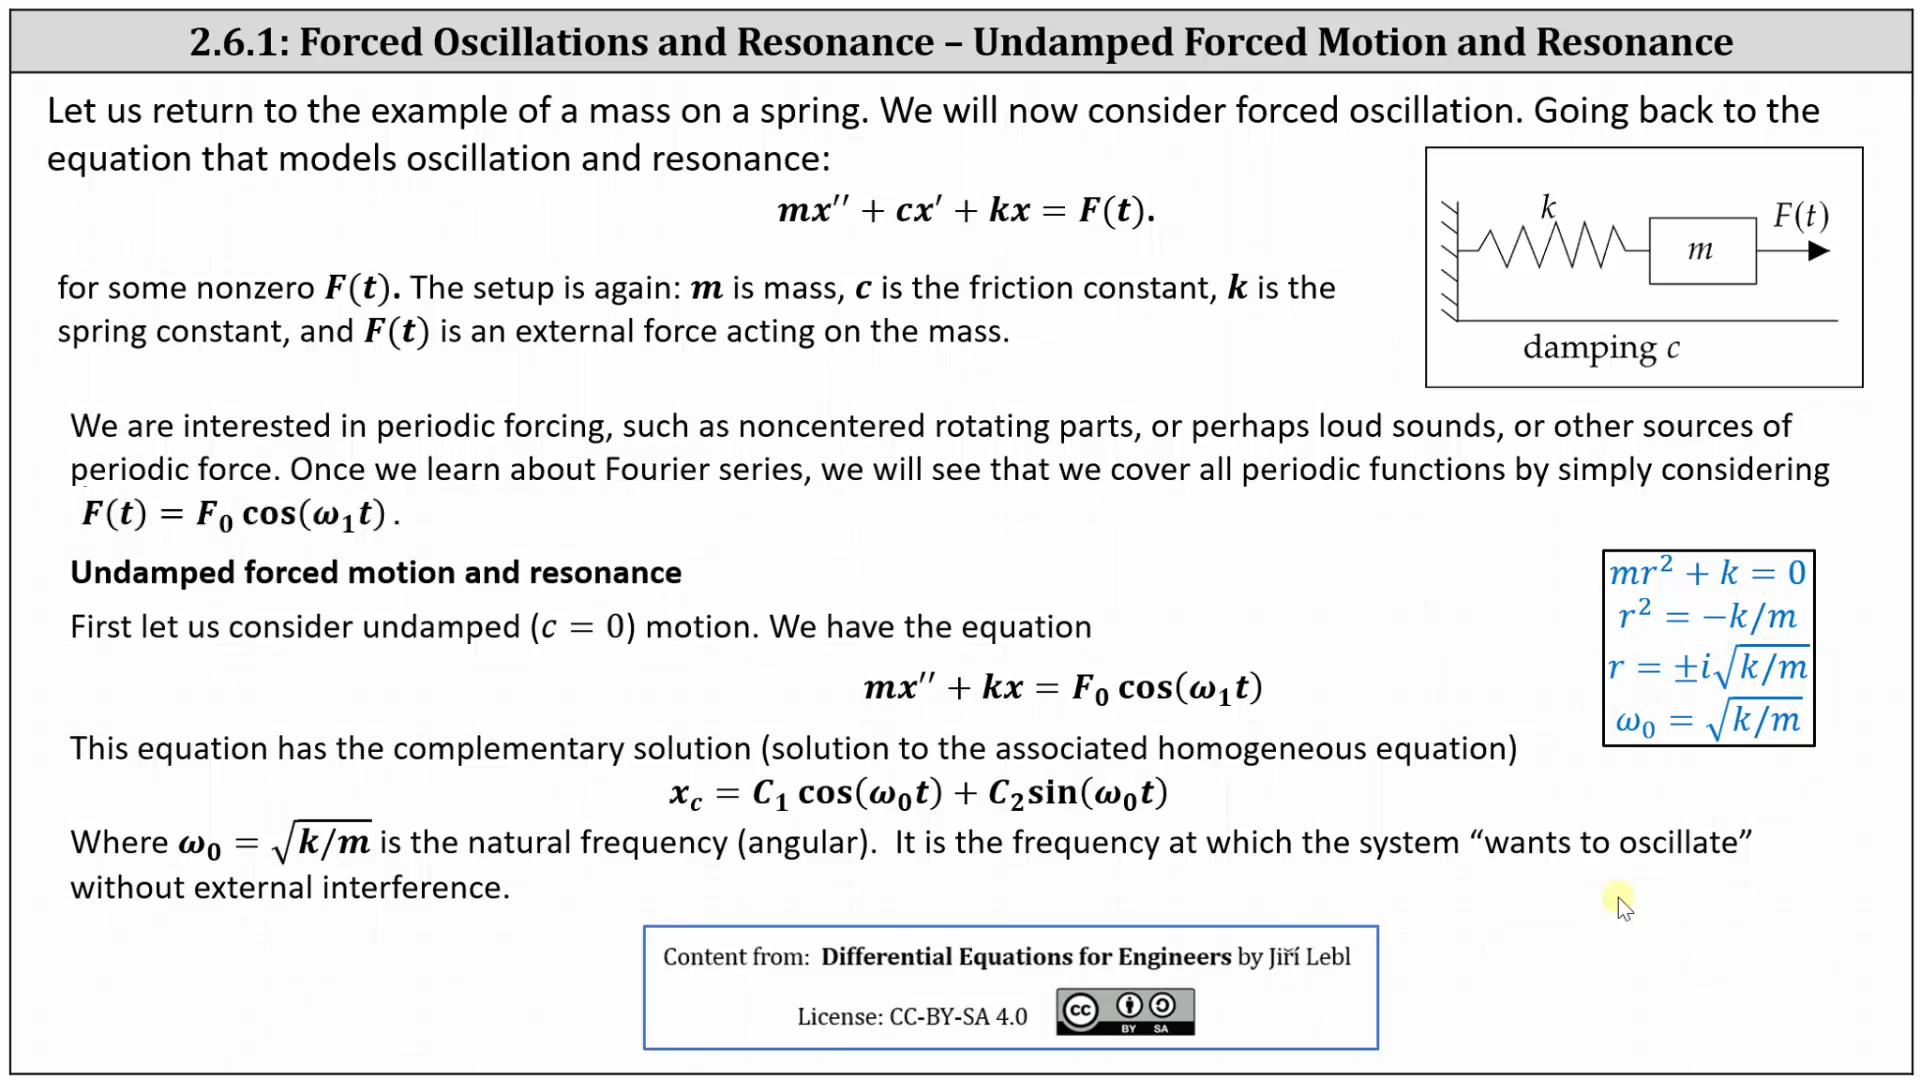 2.6.1: Forced Oscillations and Resonance – Undamped Forced Motion and Resonance
Let us return to the example of a mass on a spring. We will now consider forced oscillation. Going back to the
equation that models oscillation and resonance:
mx′′ + cx′ + kx = F(t).
for some nonzero F(t). The setup is again: m is mass, c is the friction constant, k is the
spring constant, and F(t) is an external force acting on the mass.
k
F(t)
m
damping c
We are interested in periodic forcing, such as noncentered rotating parts, or perhaps loud sounds, or other sources of
periodic force. Once we learn about Fourier series, we will see that we cover all periodic functions by simply considering
F(t) = F₀ cos(ω₁t).
Undamped forced motion and resonance
First let us consider undamped (c = 0) motion. We have the equation
mx′′ + kx = F₀ cos(ω₁t)
mr² + k = 0
r² = −k/m
r = ±i√k/m
ω₀ = √k/m
This equation has the complementary solution (solution to the associated homogeneous equation)
x꜀ = C₁ cos(ω₀t) + C₂sin(ω₀t)
Where ω₀ = √k/m is the natural frequency (angular). It is the frequency at which the system “wants to oscillate”
without external interference.
Content from: Differential Equations for Engineers by Jiří Lebl
License: CC-BY-SA 4.0
cc
BY SA